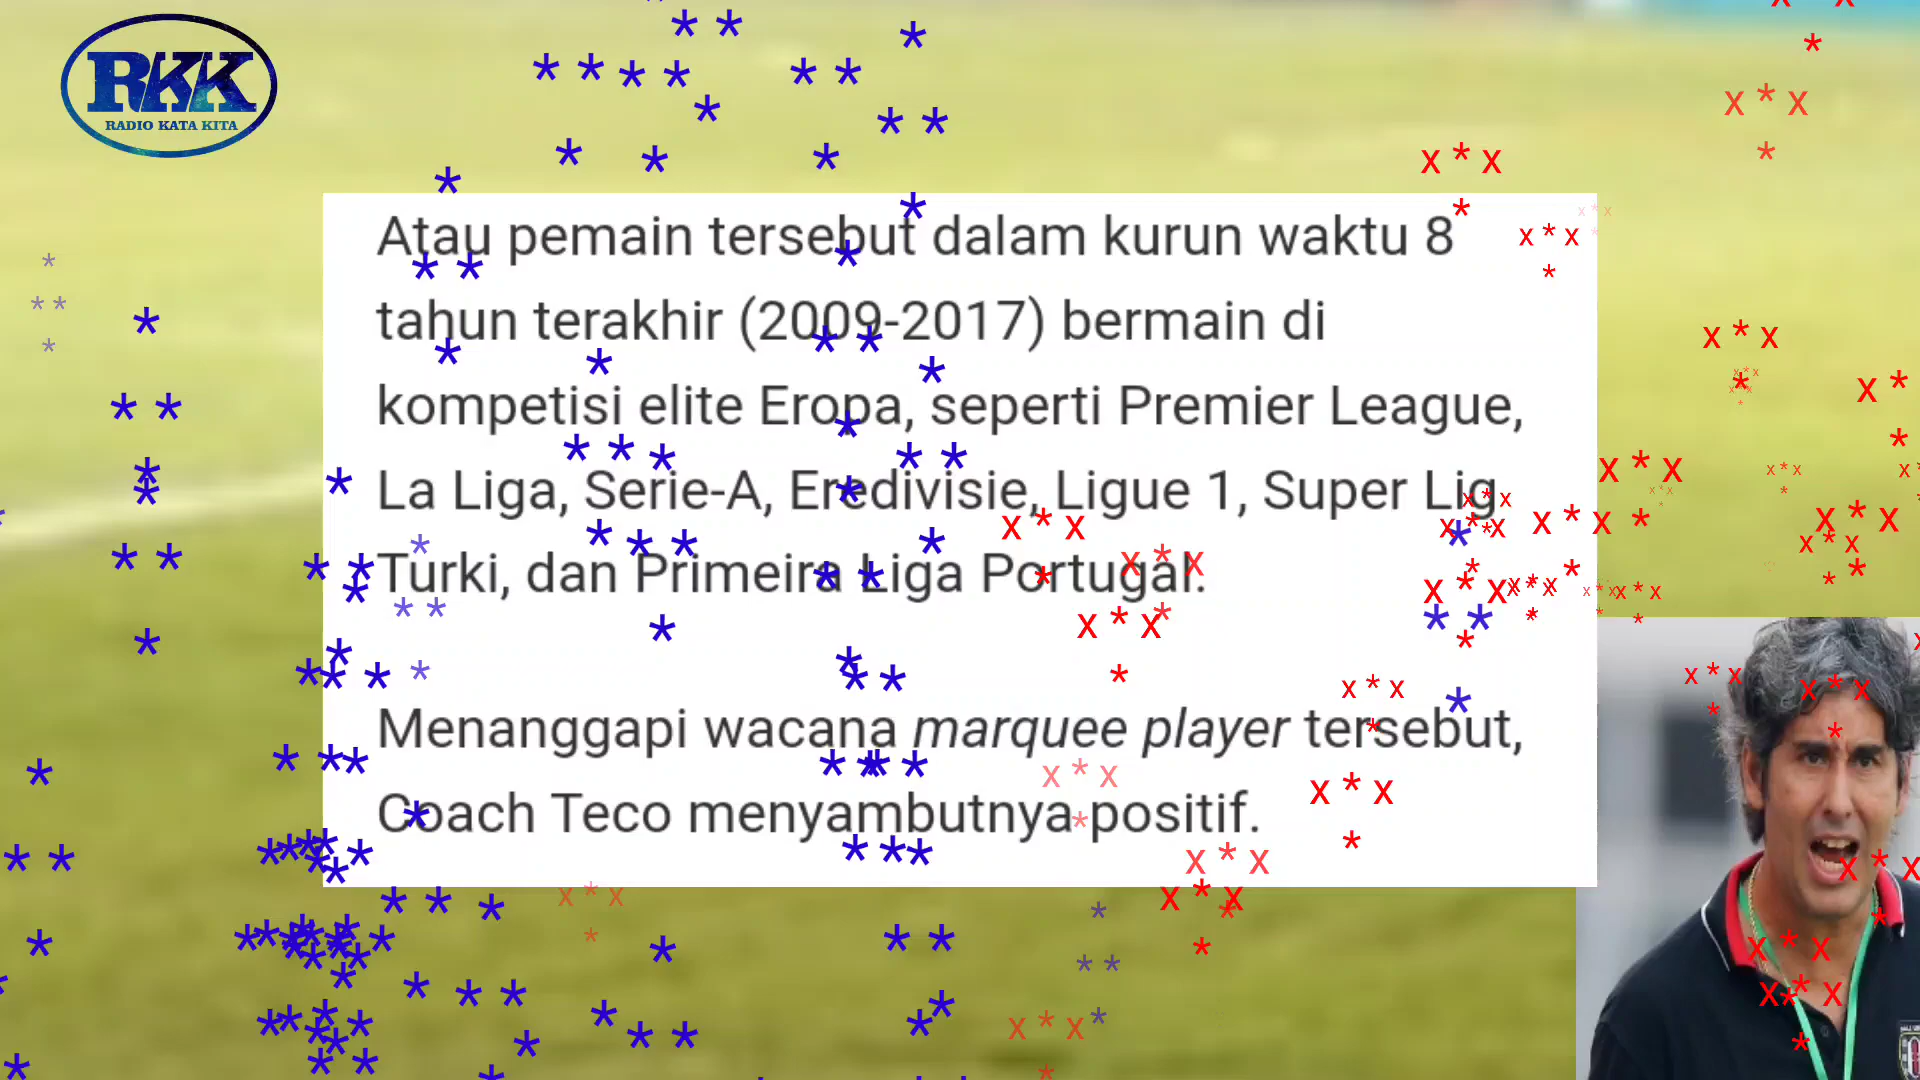 RKK
RADIO KATA KITA
Atau pemain tersebut dalam kurun waktu 8
tahun terakhir (2009-2017) bermain di
kompetisi elite Eropa, seperti Premier League,
La Liga, Serie-A, Eredivisie, Ligue 1, Super Lig
Turki, dan Primeira Liga Portugal.
Menanggapi wacana marquee player tersebut,
Coach Teco menyambutnya positif.